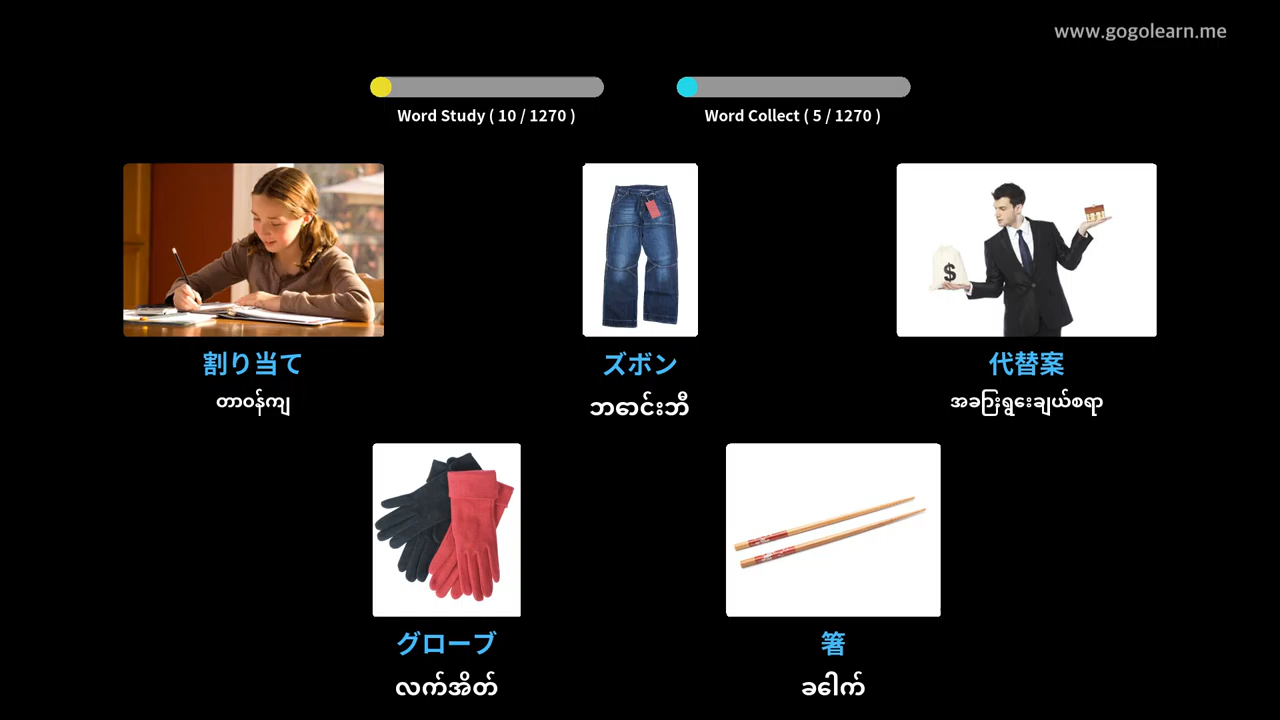 www.gogolearn.me
Word Study ( 10 / 1270 )
Word Collect ( 5 / 1270 )
割り当て
တာဝန်ကျ
ズボン
ဘောင်းဘီ
代替案
အခြားရွေးချယ်စရာ
グローブ
လက်အိတ်
箸
ခေါက်